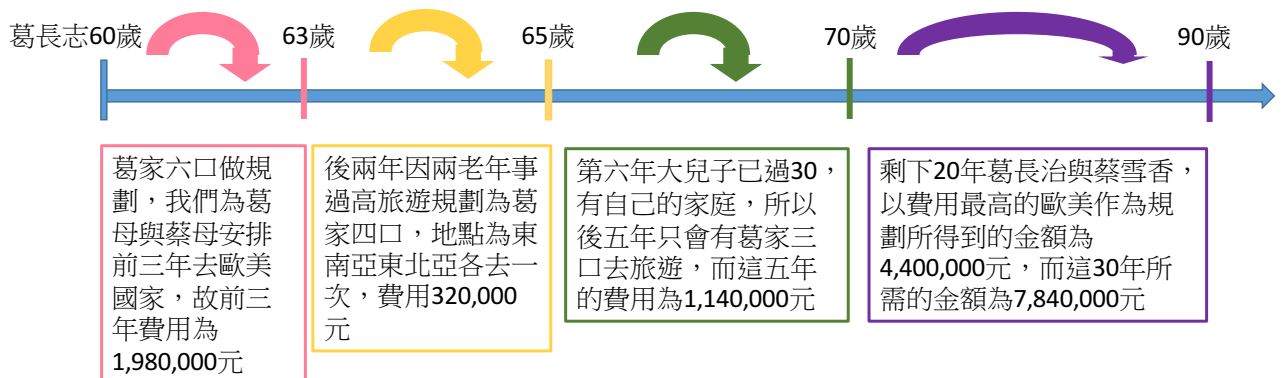 葛長志60歲
63歲
65歲
70歲
90歲
葛家六口做規
劃，我們為葛
母與蔡母安排
前三年去歐美
國家，故前三
年費用為
1,980,000元
後兩年因兩老年事
過高旅遊規劃為葛
家四口，地點為東
南亞東北亞各去一
次，費用320,000
元
第六年大兒子已過30，
有自己的家庭，所以
後五年只會有葛家三
口去旅遊，而這五年
的費用為1,140,000元
剩下20年葛長治與蔡雪香，
以費用最高的歐美作為規
劃所得到的金額為
4,400,000元，而這30年所
需的金額為7,840,000元